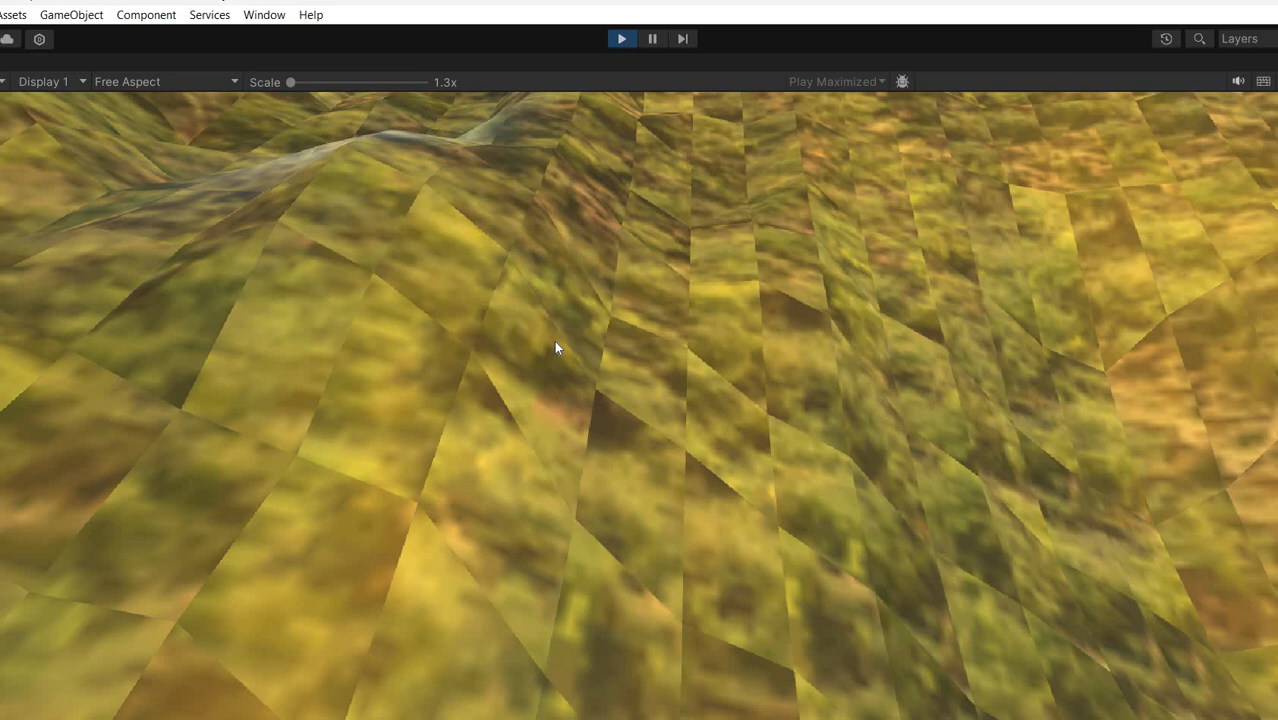 Assets GameObject Component Services Window Help
Layers
Display 1 Free Aspect Scale 1.3x Play Maximized